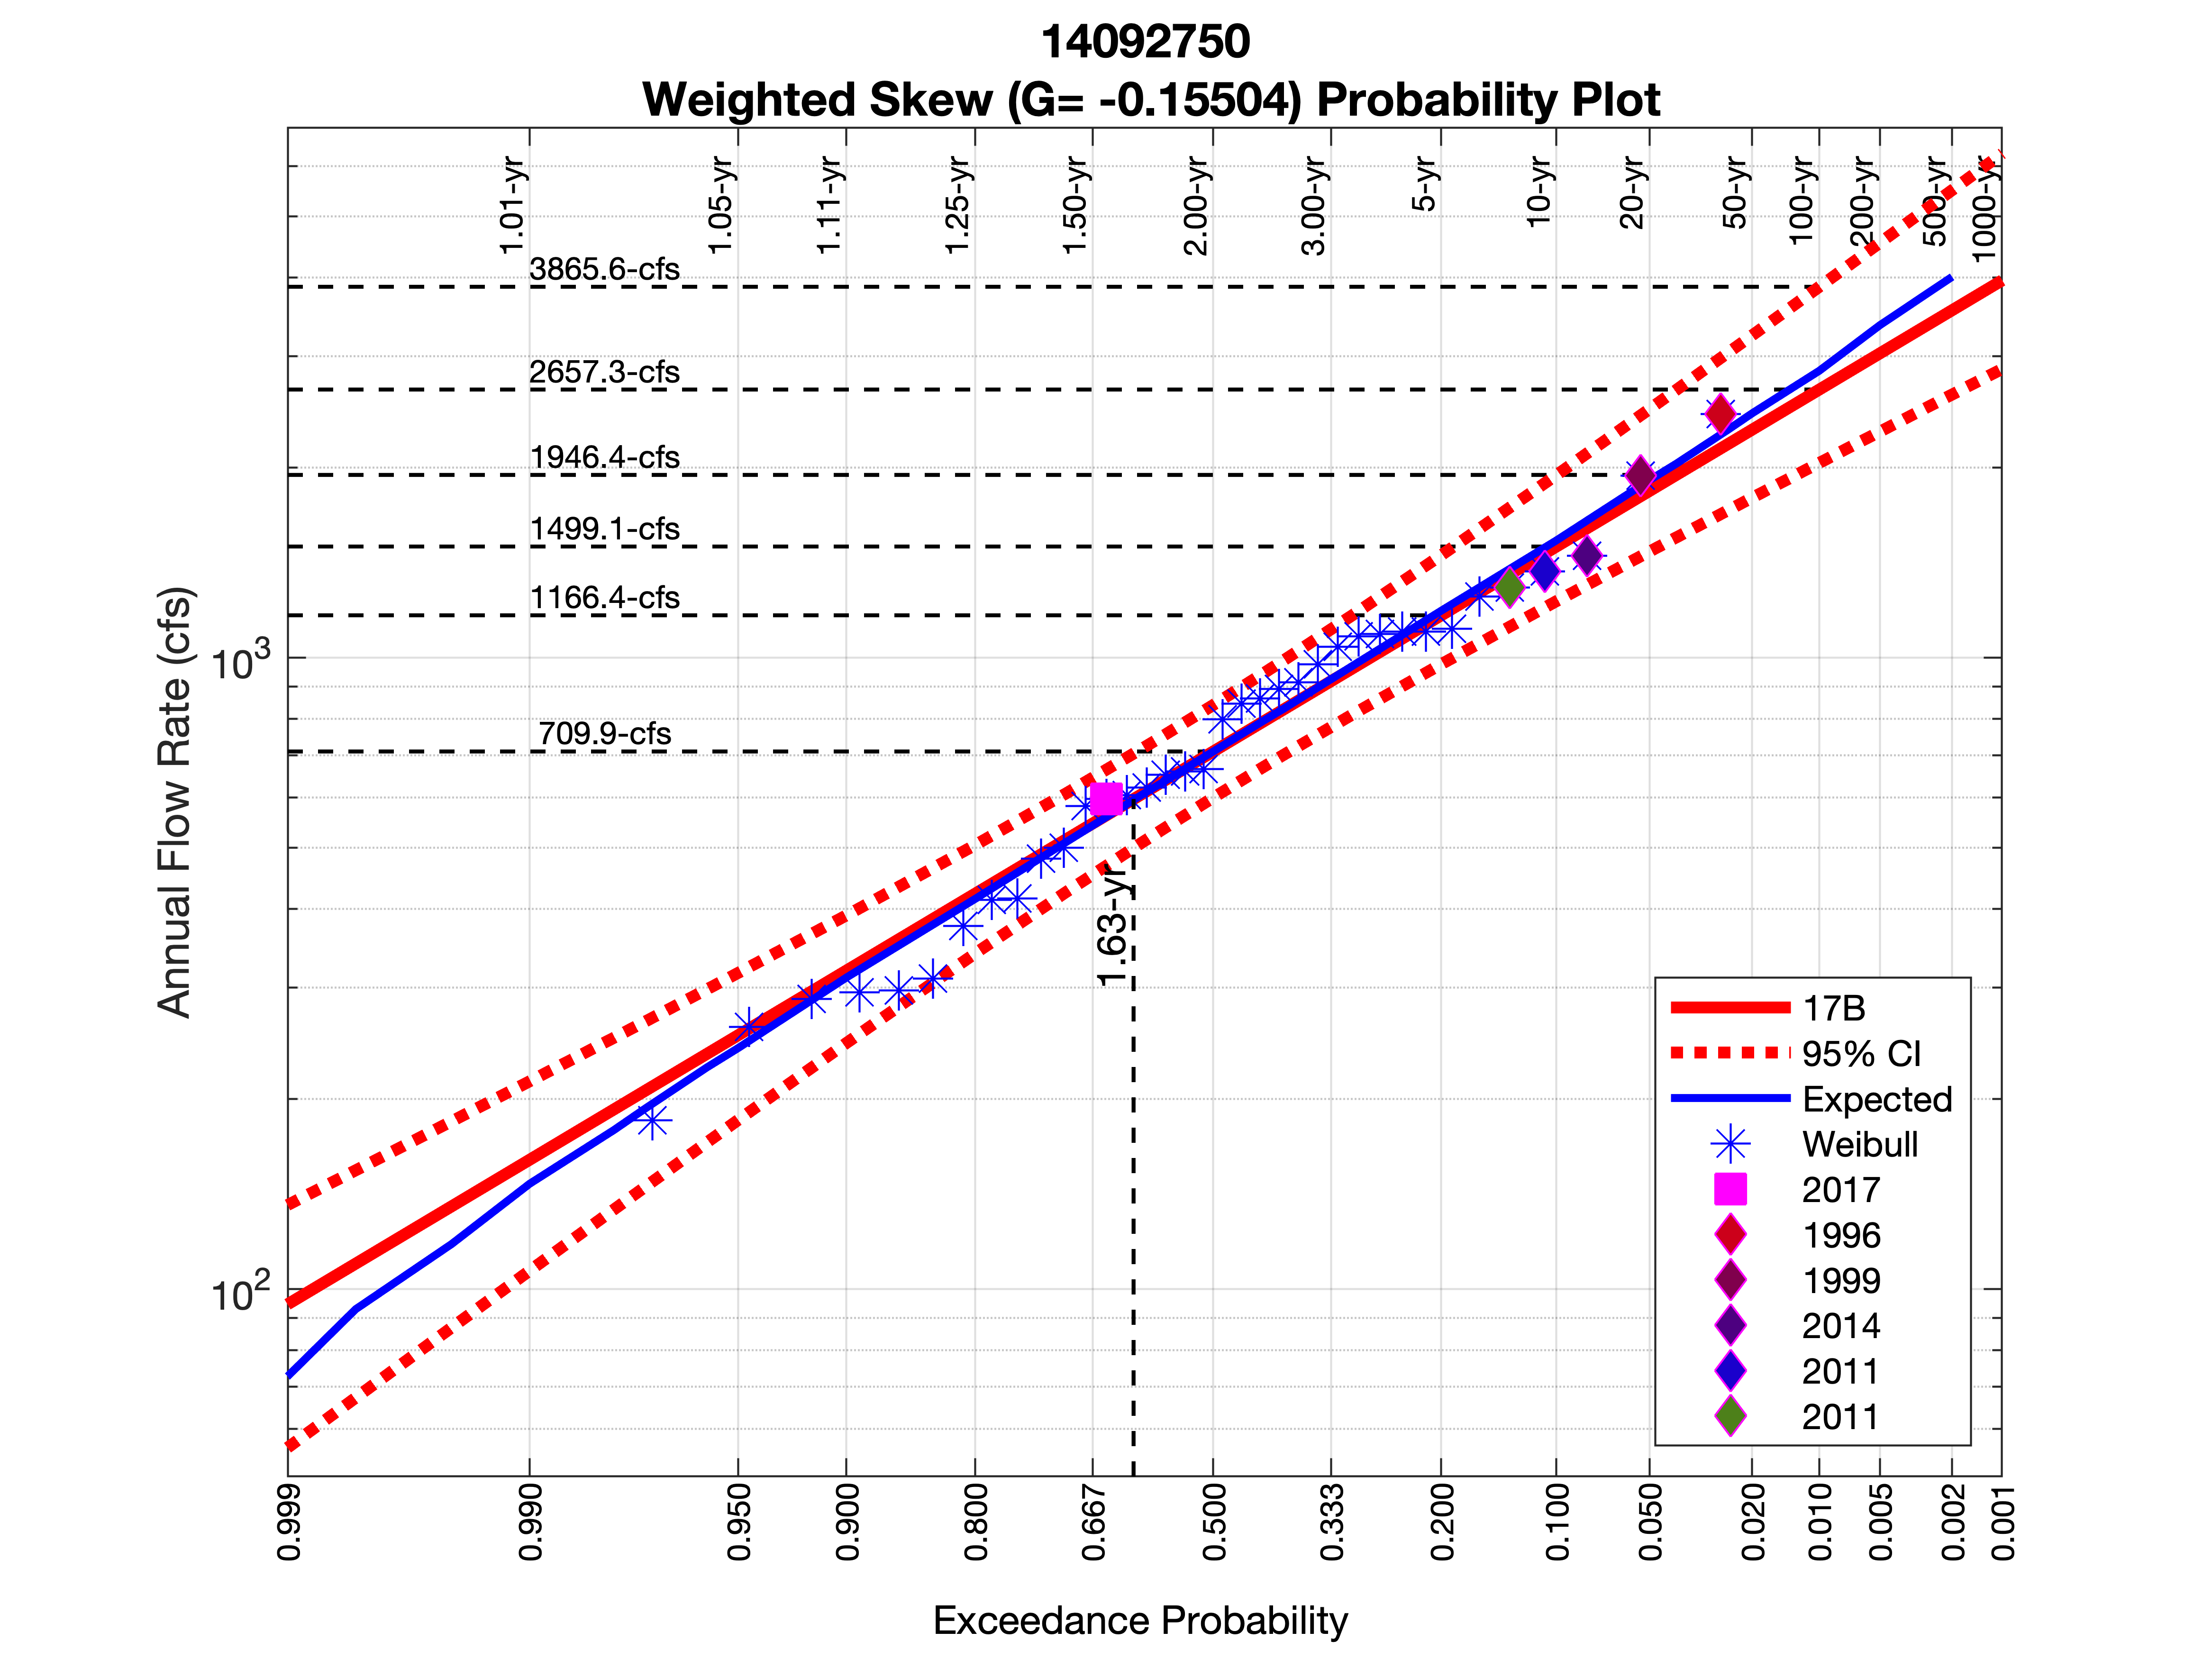 14092750
Weighted Skew (G= -0.15504) Probability Plot
1.01-yr
1.05-yr
1.11-yr
1.25-yr
1.50-yr
2.00-yr
3.00-yr
5-yr
10-yr
20-yr
50-yr
100-yr
200-yr
500-yr
1000-yr
3865.6-cfs
2657.3-cfs
1946.4-cfs
1499.1-cfs
1166.4-cfs
709.9-cfs
1.63-yr
Annual Flow Rate (cfs)
10³
10²
17B
95% CI
Expected
Weibull
2017
1996
1999
2014
2011
2011
0.999
0.990
0.950
0.900
0.800
0.667
0.500
0.333
0.200
0.100
0.050
0.020
0.010
0.005
0.002
0.001
Exceedance Probability